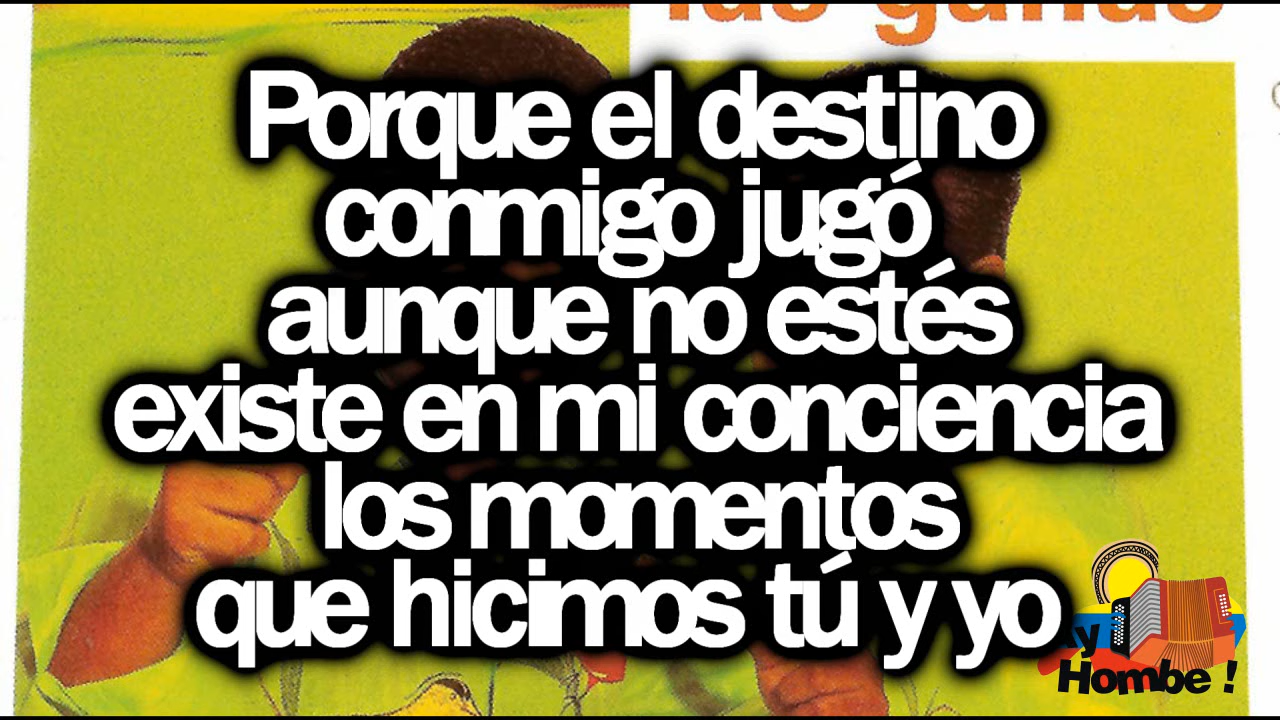 Porque el destino
conmigo jugó
aunque no estés
existe en mi conciencia
los momentos
que hicimos tú y yo
Hombe !